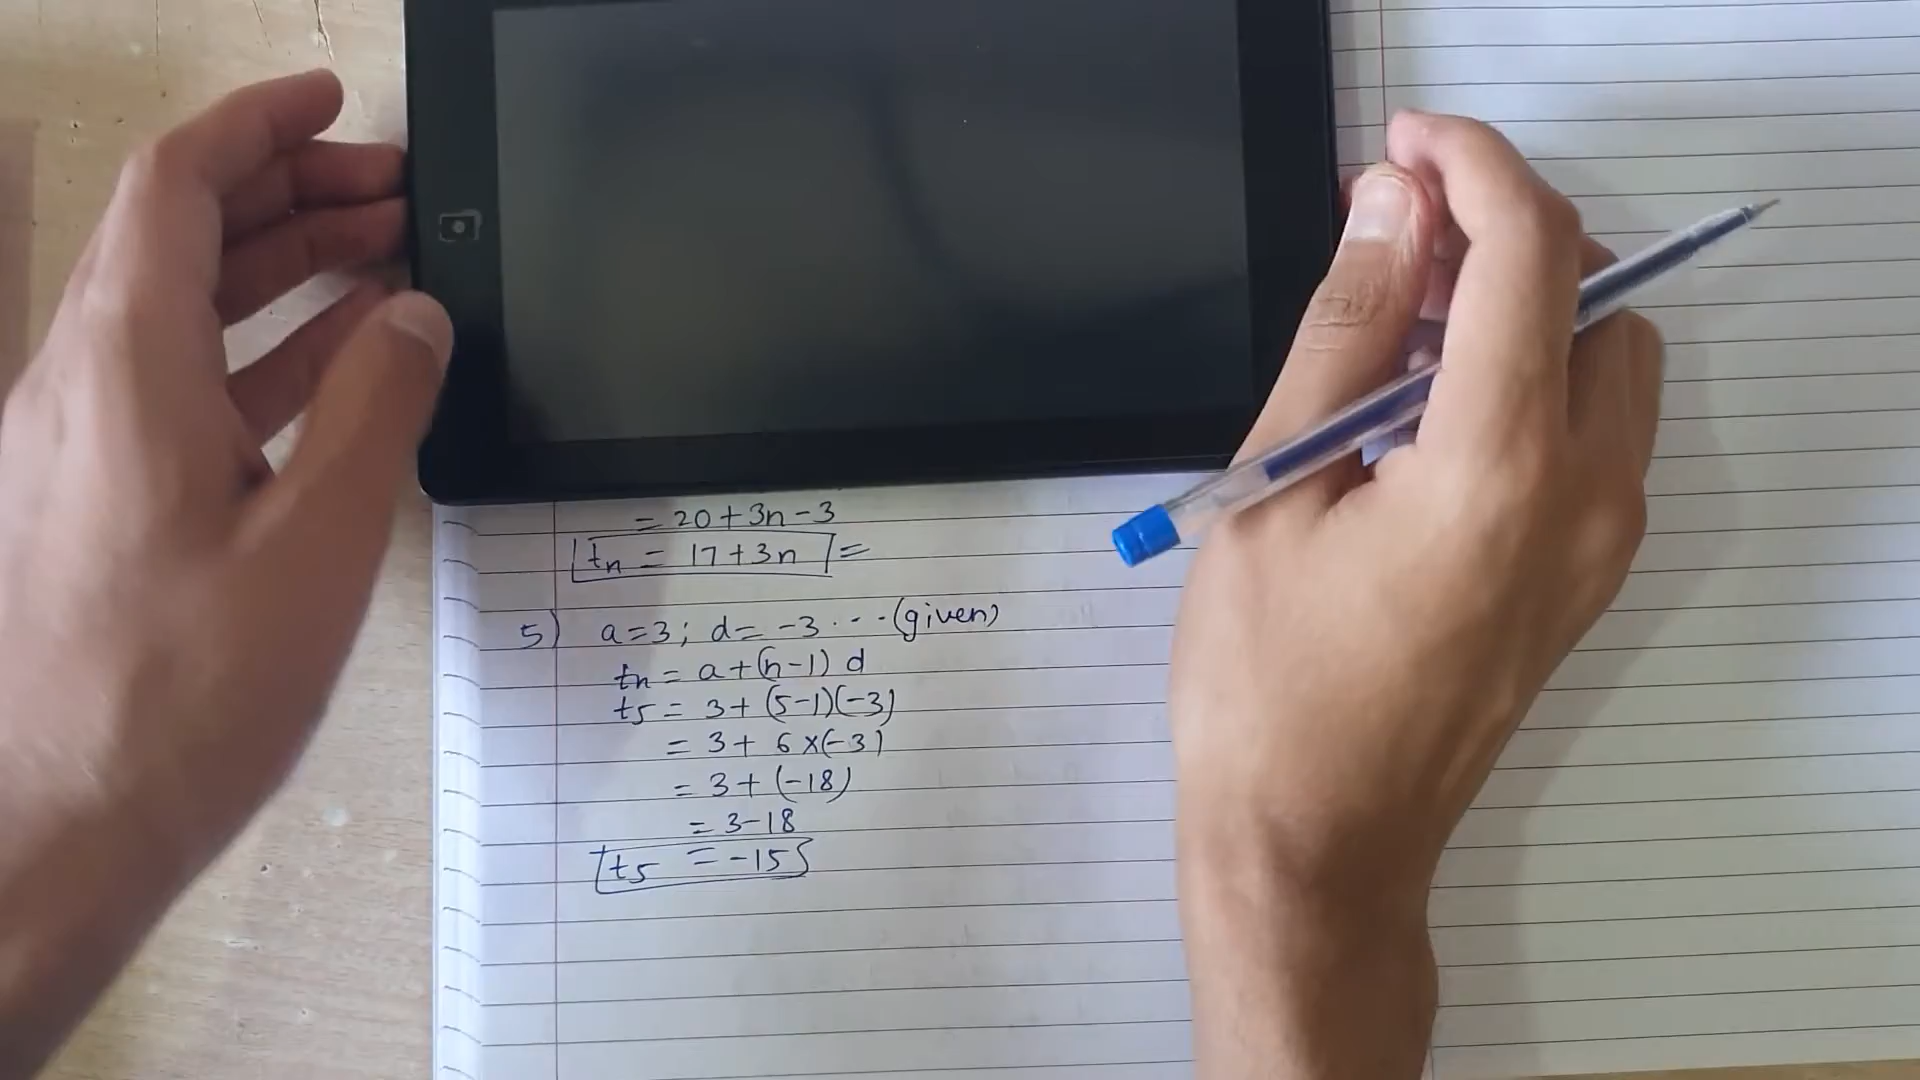 = 20+3n-3
tn = 17+3n =
5) a=3; d= -3 ... (given)
tn = a+(n-1) d
t5 = 3+ (5-1)(-3)
= 3+ 6 x(-3)
= 3+ (-18)
= 3-18
t5 = -15